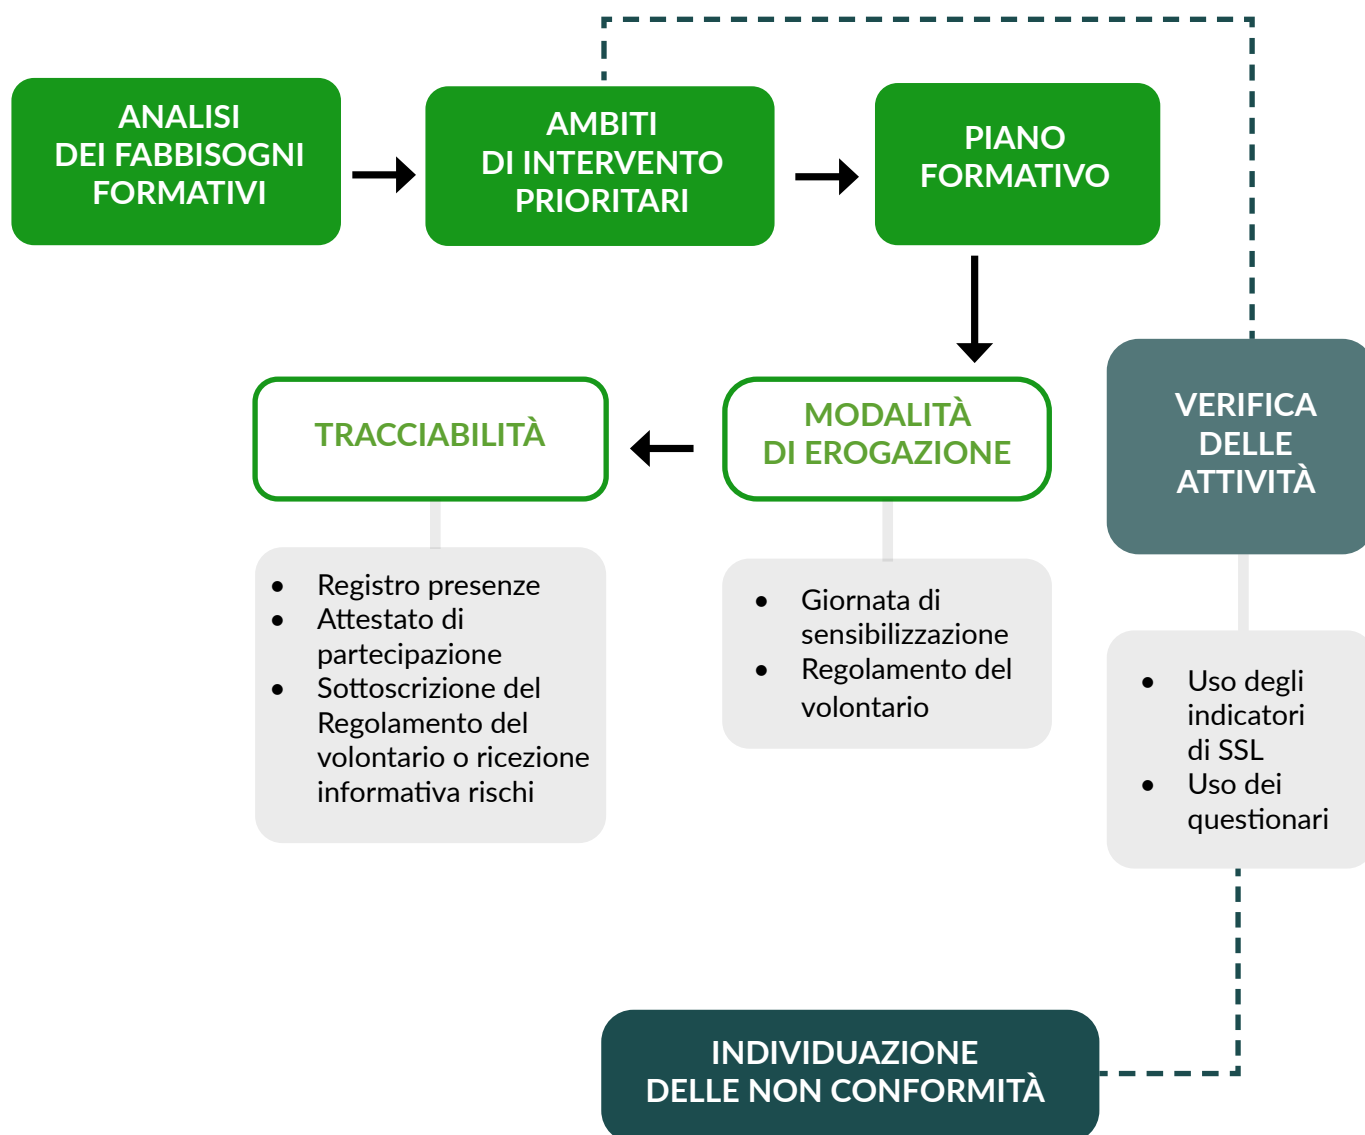 ANALISI
DEI FABBISOGNI
FORMATIVI
AMBITI
DI INTERVENTO
PRIORITARI
PIANO
FORMATIVO
TRACCIABILITÀ
MODALITÀ
DI EROGAZIONE
VERIFICA
DELLE
ATTIVITÀ
• Registro presenze
• Attestato di
partecipazione
• Sottoscrizione del
Regolamento del
volontario o ricezione
informativa rischi
• Giornata di
sensibilizzazione
• Regolamento del
volontario
• Uso degli
indicatori
di SSL
• Uso dei
questionari
INDIVIDUAZIONE
DELLE NON CONFORMITÀ